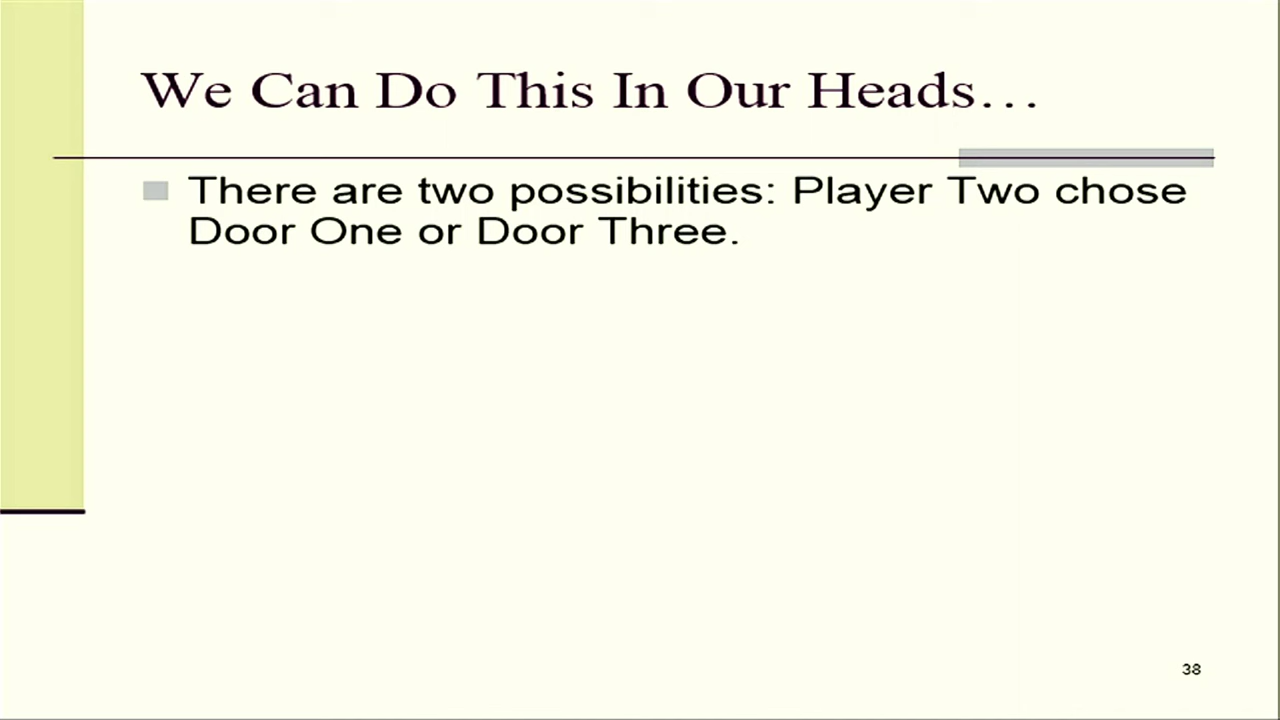 We Can Do This In Our Heads…
There are two possibilities: Player Two chose
Door One or Door Three.
38